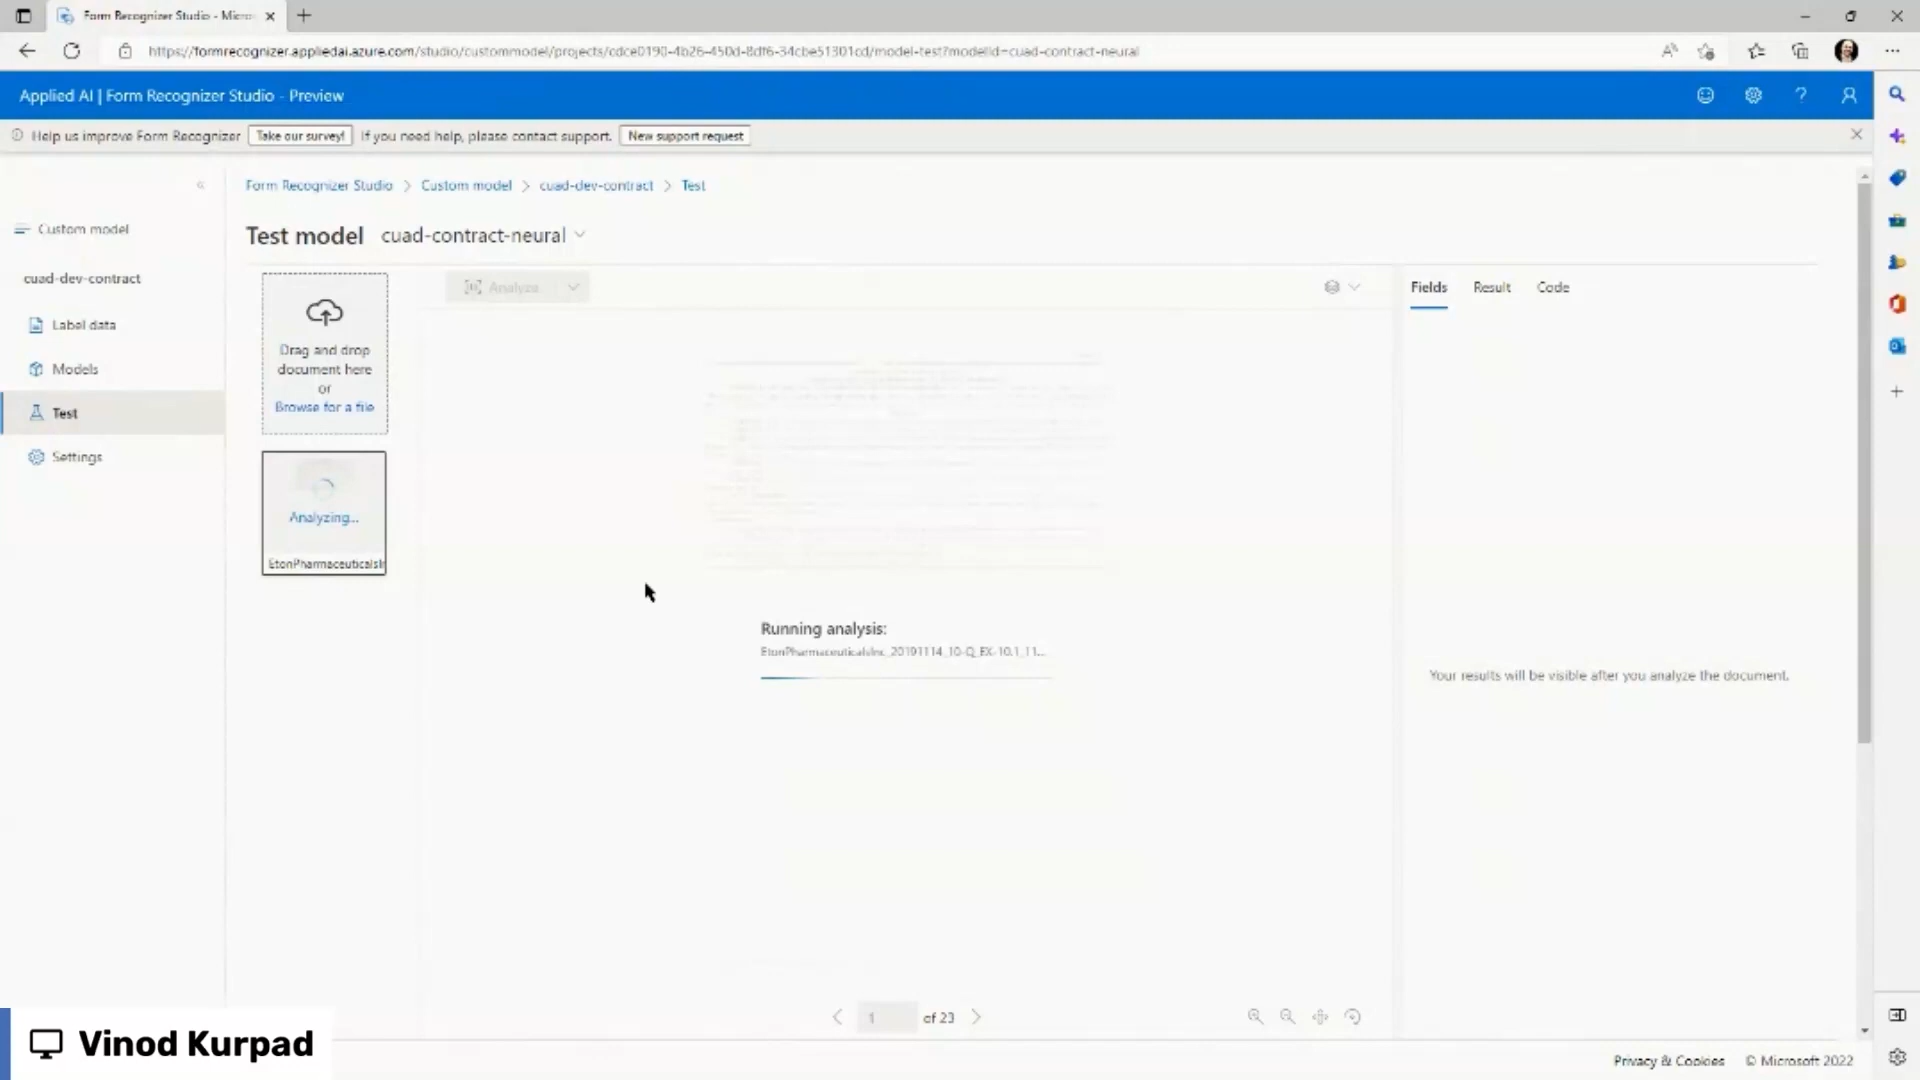 Form Recognizer Studio - Micro
https://formrecognizer.appliedai.azure.com/studio/custommodel/projects/cdce0190-4b26-450d-8df6-34cbe51301cd/model-test?modelId=cuad-contract-neural
Applied AI | Form Recognizer Studio - Preview
Help us improve Form Recognizer Take our survey! If you need help, please contact support. New support request
Form Recognizer Studio > Custom model > cuad-dev-contract > Test
Custom model
Test model cuad-contract-neural
cuad-dev-contract
Analyze
Fields Result Code
Label data
Drag and drop
document here
or
Browse for a file
Models
Test
Settings
Analyzing...
EtonPharmaceuticalsIn
Running analysis:
EtonPharmaceuticalsInc_20191114_10-Q_EX-10.1_11...
Your results will be visible after you analyze the document.
1 of 23
Vinod Kurpad
Privacy & Cookies © Microsoft 2022